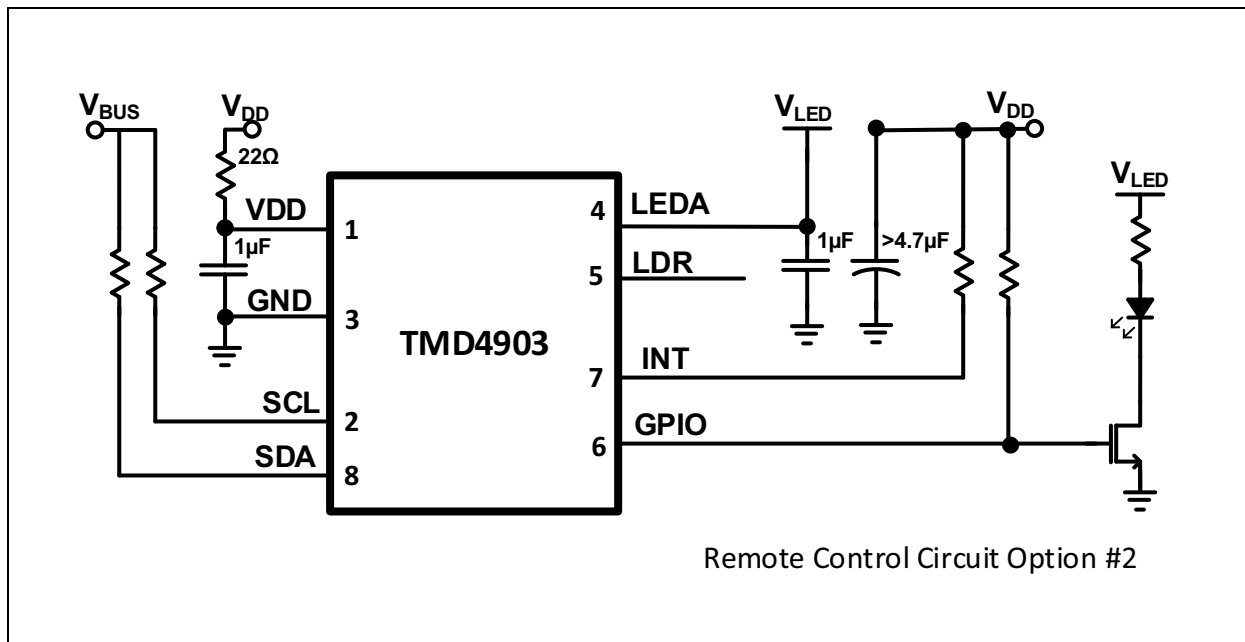 VBUS
VDD
22Ω
VDD
1
1µF
GND
3
SCL
2
SDA
8
TMD4903
VLED
VDD
4
LEDA
1µF
>4.7µF
5
LDR
7
INT
6
GPIO
VLED
Remote Control Circuit Option #2